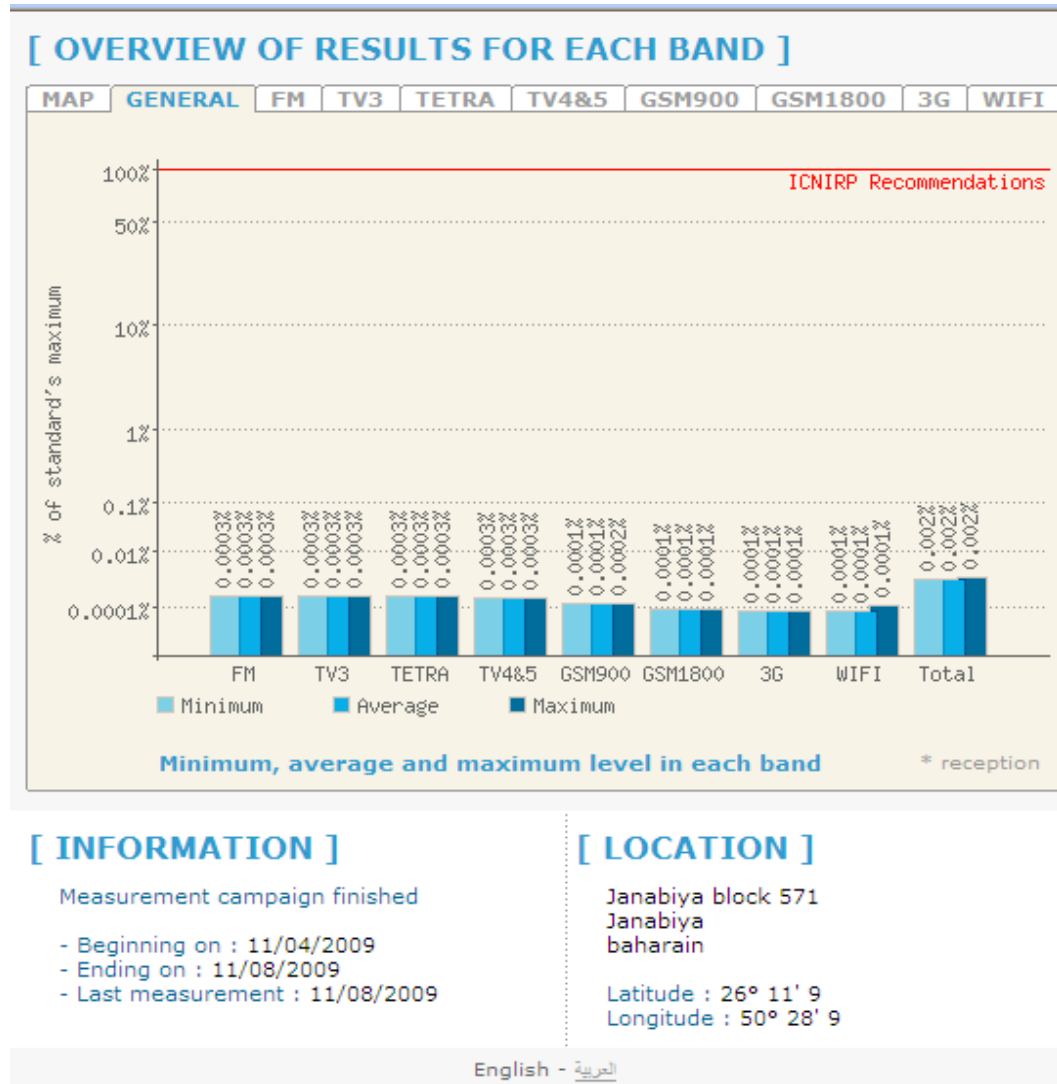 [ OVERVIEW OF RESULTS FOR EACH BAND ]
MAP GENERAL FM TV3 TETRA TV4&5 GSM900 GSM1800 3G WIFI
% of standard's maximum
100%
ICNIRP Recommendations
50%
10%
1%
0.1%
0.01%
0.0001%
0.0003% 0.0003% 0.0003%
0.0003% 0.0003% 0.0003%
0.0003% 0.0003% 0.0003%
0.0003% 0.0003% 0.0003%
0.0001% 0.0001% 0.0002%
0.0001% 0.0001% 0.0001%
0.0001% 0.0001% 0.0001%
0.0001% 0.0001% 0.0001%
0.002% 0.002% 0.002%
FM TV3 TETRA TV4&5 GSM900 GSM1800 3G WIFI Total
Minimum Average Maximum
Minimum, average and maximum level in each band * reception
[ INFORMATION ]
Measurement campaign finished
- Beginning on : 11/04/2009
- Ending on : 11/08/2009
- Last measurement : 11/08/2009
[ LOCATION ]
Janabiya block 571
Janabiya
baharain
Latitude : 26º 11' 9
Longitude : 50º 28' 9
English - العربية